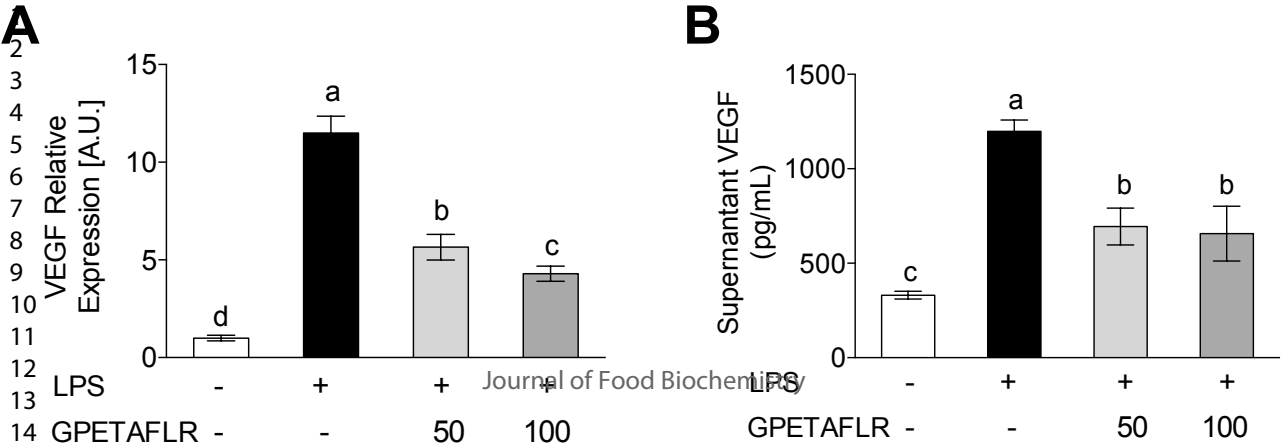 A
B
2
3
4
5
6
7
8
9
10
11
12
13
14
VEGF Relative
Expression [A.U.]
15
10
5
0
d
a
b
c
LPS - + + +
GPETAFLR - - 50 100
Journal of Food Biochemistry
Supernantant VEGF
(pg/mL)
1500
1000
500
0
c
a
b
b
LPS - + + +
GPETAFLR - - 50 100